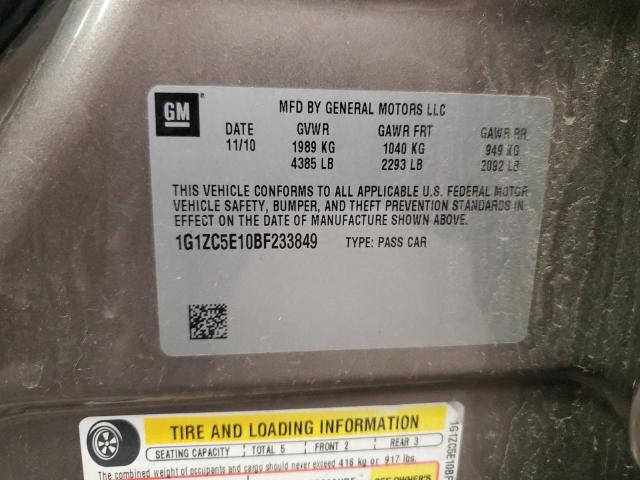 GM
MFD BY GENERAL MOTORS LLC
DATE GVWR GAWR FRT GAWR RR
11/10 1989 KG 1040 KG 949 KG
4385 LB 2293 LB 2092 LB
THIS VEHICLE CONFORMS TO ALL APPLICABLE U.S. FEDERAL MOTOR
VEHICLE SAFETY, BUMPER, AND THEFT PREVENTION STANDARDS IN
EFFECT ON THE DATE OF MANUFACTURE SHOWN ABOVE.
1G1ZC5E10BF233849 TYPE: PASS CAR
TIRE AND LOADING INFORMATION
SEATING CAPACITY TOTAL 5 FRONT 2 REAR 3
The combined weight of occupants and cargo should never exceed 416 kg or 917 lbs.
SEE OWNER'S
1G1ZC5E10BF